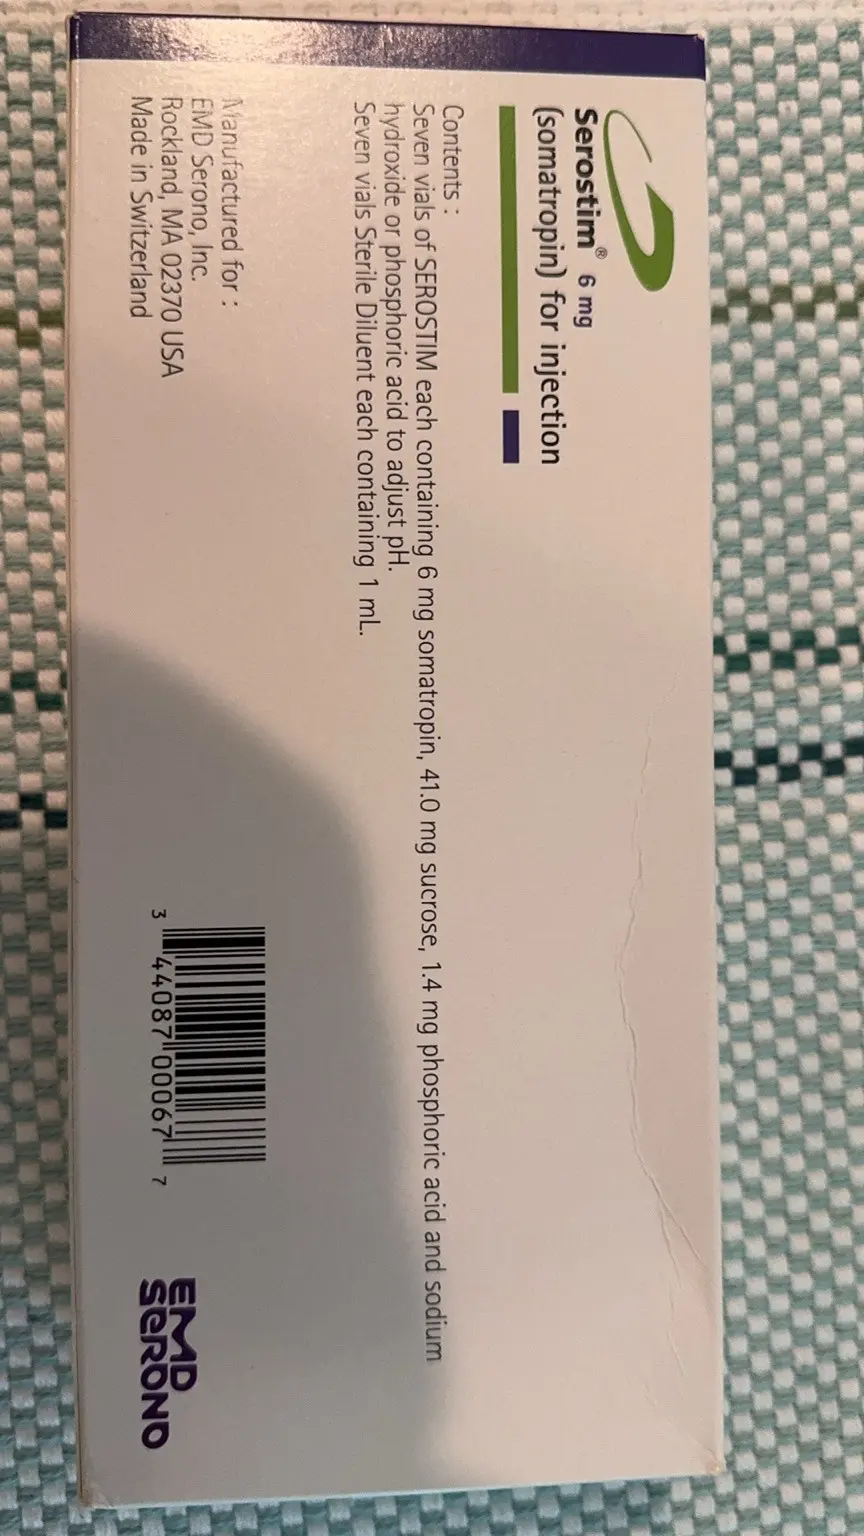 Serostim® 6 mg
(somatropin) for injection
Contents :
Seven vials of SEROSTIM each containing 6 mg somatropin, 41.0 mg sucrose, 1.4 mg phosphoric acid and sodium
hydroxide or phosphoric acid to adjust pH.
Seven vials Sterile Diluent each containing 1 mL.
Manufactured for :
EMD Serono, Inc.
Rockland, MA 02370 USA
Made in Switzerland
3 44087 00067 7
EMD
SERONO